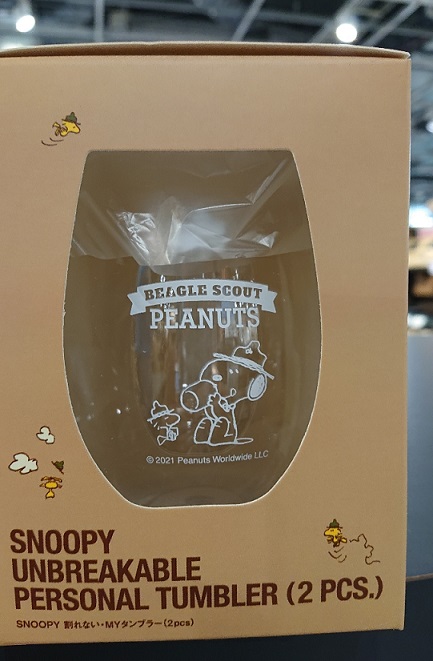 BEAGLE SCOUT
PEANUTS
© 2021 Peanuts Worldwide LLC
SNOOPY
UNBREAKABLE
PERSONAL TUMBLER (2 PCS.)
SNOOPY 割れない・MYタンブラー(2pcs)